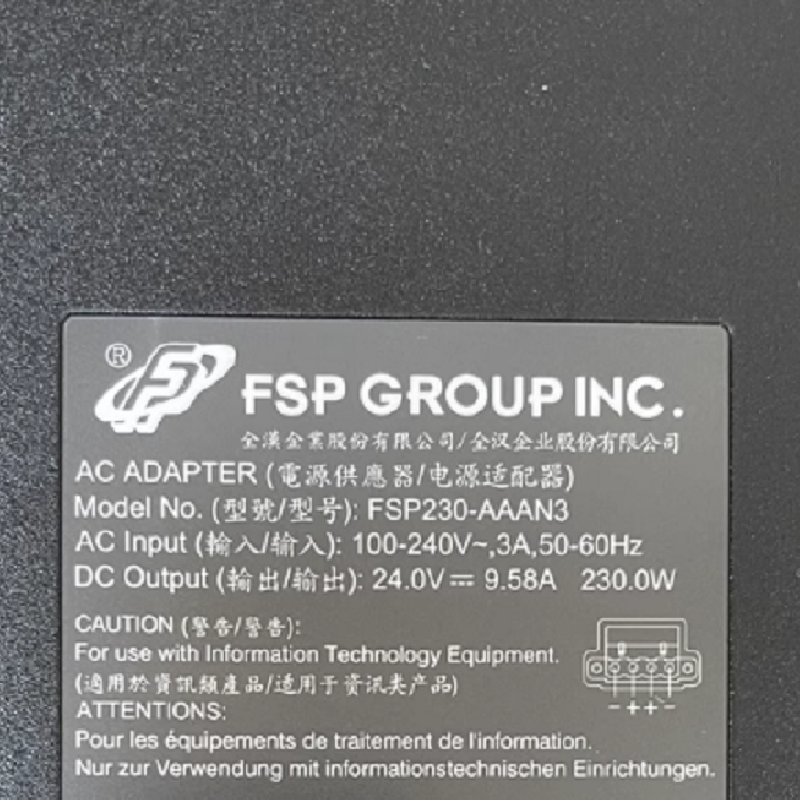 ® FSP GROUP INC.
全漢企業股份有限公司/全汉企业股份有限公司
AC ADAPTER (電源供應器/电源适配器)
Model No. (型號/型号): FSP230-AAAN3
AC Input (輸入/输入): 100-240V~,3A,50-60Hz
DC Output (輸出/输出): 24.0V⎓ 9.58A 230.0W
CAUTION (警告/警告):
For use with Information Technology Equipment.
(適用於資訊類產品/适用于资讯类产品)
ATTENTIONS:
- + + -
Pour les équipements de traitement de l'information.
Nur zur Verwendung mit informationstechnischen Einrichtungen.